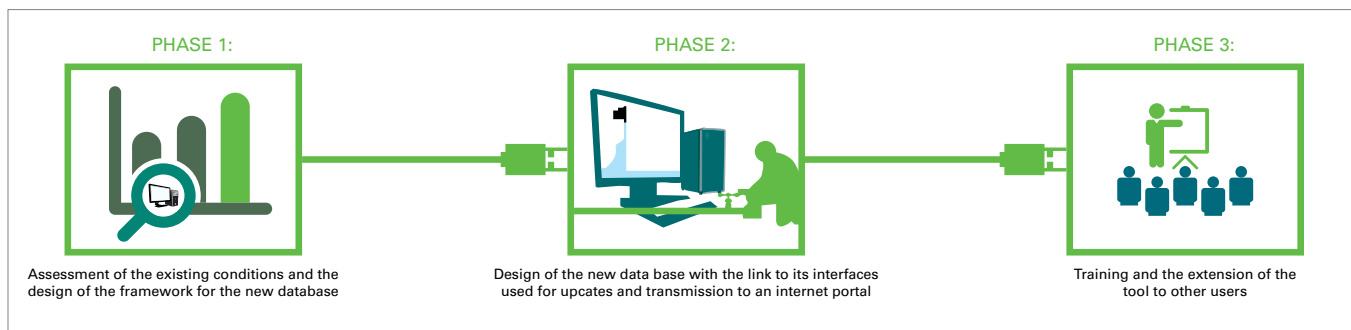 PHASE 1:
Assessment of the existing conditions and the
design of the framework for the new database
PHASE 2:
Design of the new data base with the link to its interfaces
used for upcates and transmission to an internet portal
PHASE 3:
Training and the extension of the
tool to other users